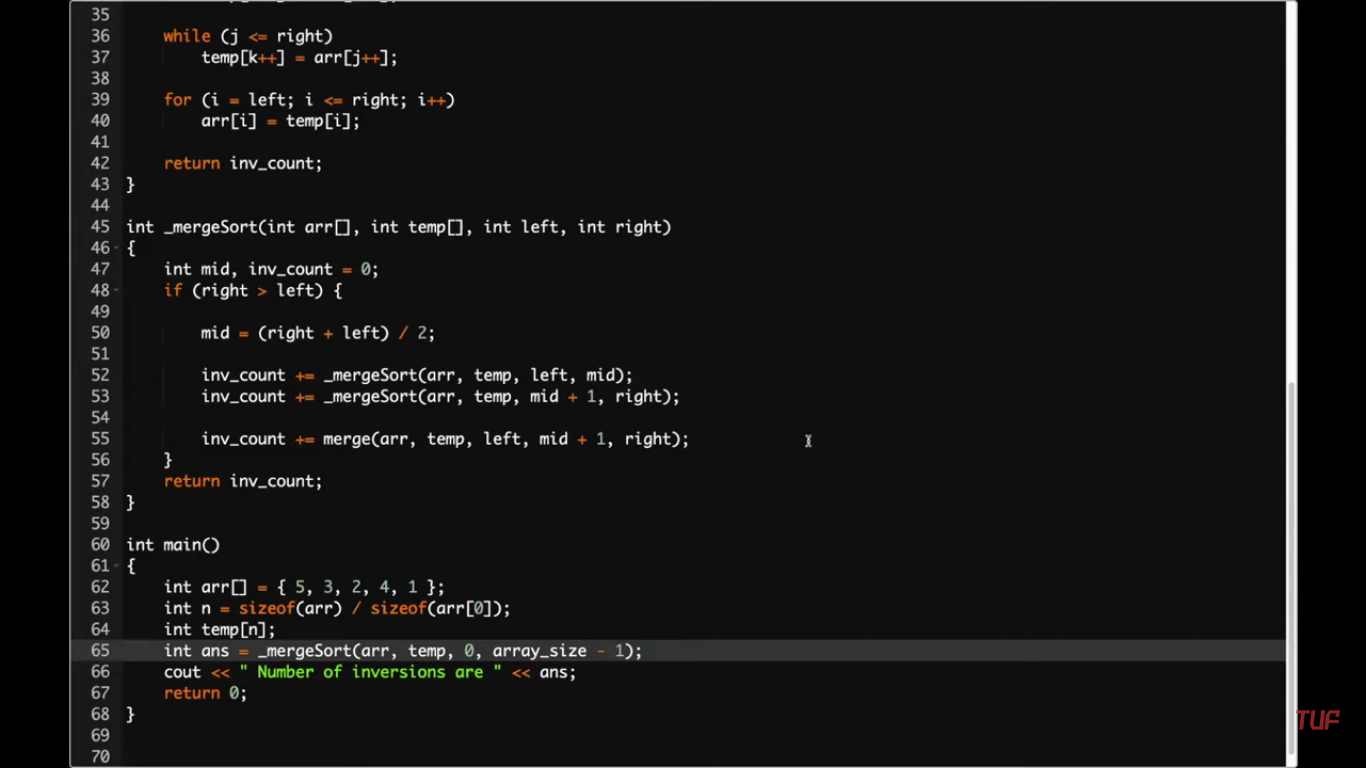 35
36 while (j <= right)
37 temp[k++] = arr[j++];
38
39 for (i = left; i <= right; i++)
40 arr[i] = temp[i];
41
42 return inv_count;
43 }
44
45 int _mergeSort(int arr[], int temp[], int left, int right)
46 {
47 int mid, inv_count = 0;
48 if (right > left) {
49
50 mid = (right + left) / 2;
51
52 inv_count += _mergeSort(arr, temp, left, mid);
53 inv_count += _mergeSort(arr, temp, mid + 1, right);
54
55 inv_count += merge(arr, temp, left, mid + 1, right);
56 }
57 return inv_count;
58 }
59
60 int main()
61 {
62 int arr[] = { 5, 3, 2, 4, 1 };
63 int n = sizeof(arr) / sizeof(arr[0]);
64 int temp[n];
65 int ans = _mergeSort(arr, temp, 0, array_size - 1);
66 cout << " Number of inversions are " << ans;
67 return 0;
68 }
69
70
TUF